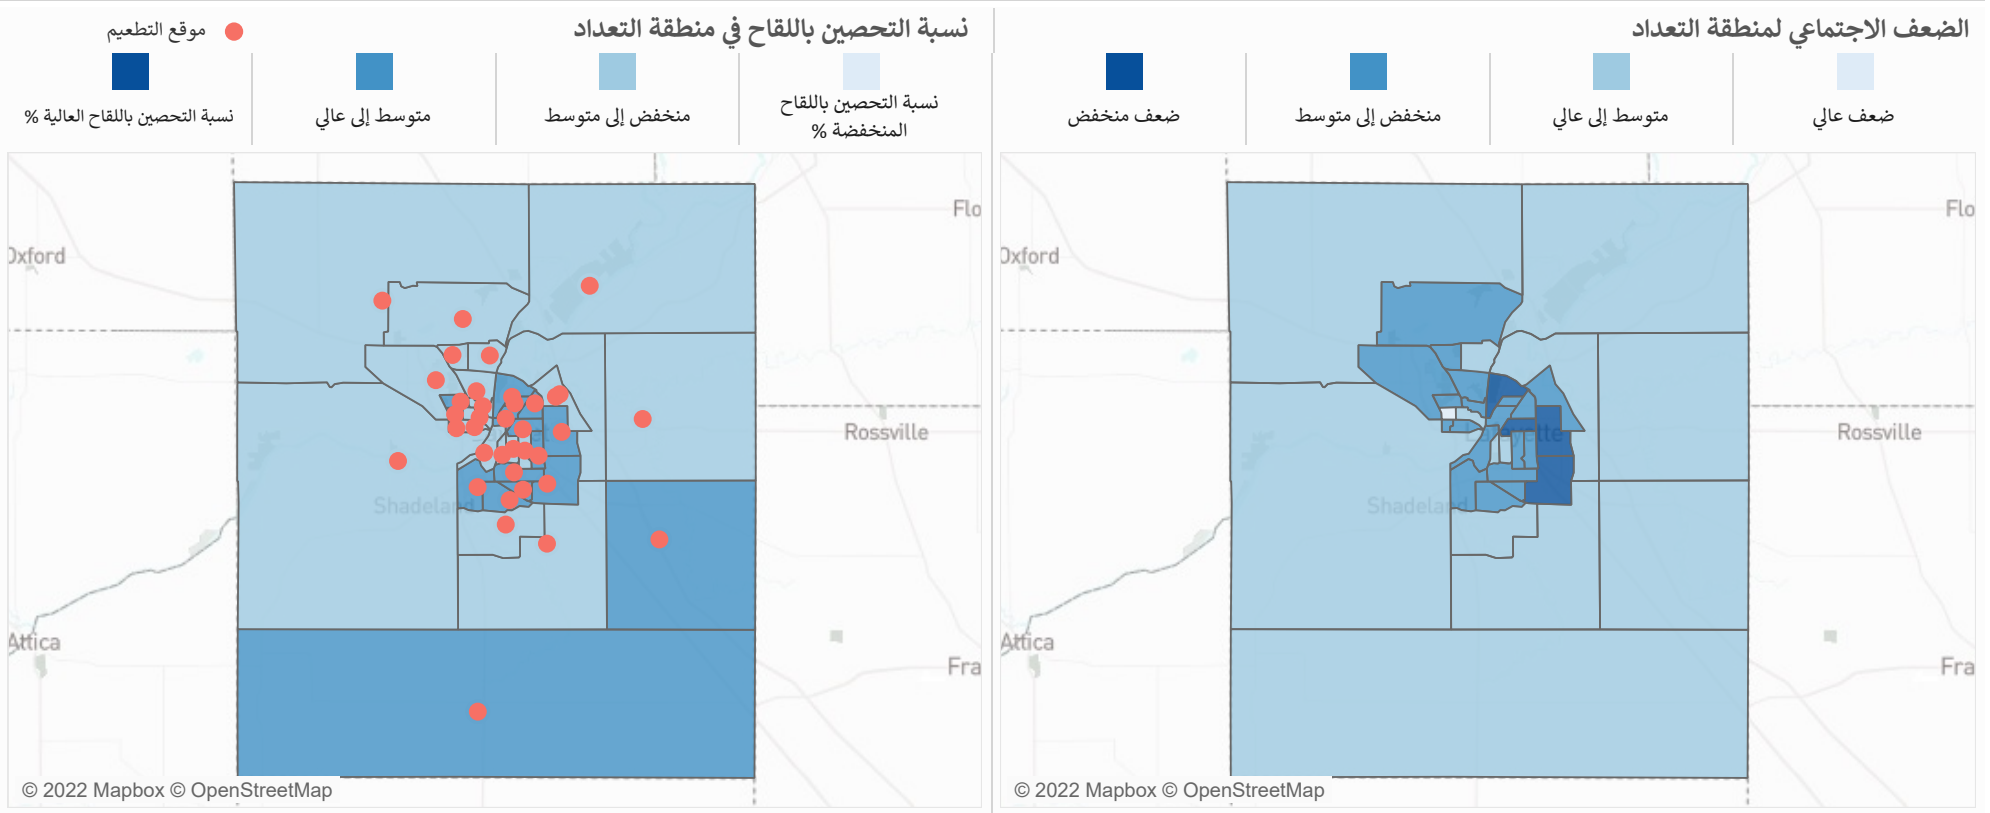 الضعف الاجتماعي لمنطقة التعداد
ضعف عالي
متوسط إلى عالي
منخفض إلى متوسط
ضعف منخفض
Flo
Oxford
Rossville
Lafayette
Shadeland
Attica
Fra
© 2022 Mapbox © OpenStreetMap
نسبة التحصين باللقاح في منطقة التعداد
موقع التطعيم
نسبة التحصين باللقاح
المنخفضة %
منخفض إلى متوسط
متوسط إلى عالي
نسبة التحصين باللقاح العالية %
Flo
Oxford
Rossville
Shadeland
Attica
Fra
© 2022 Mapbox © OpenStreetMap